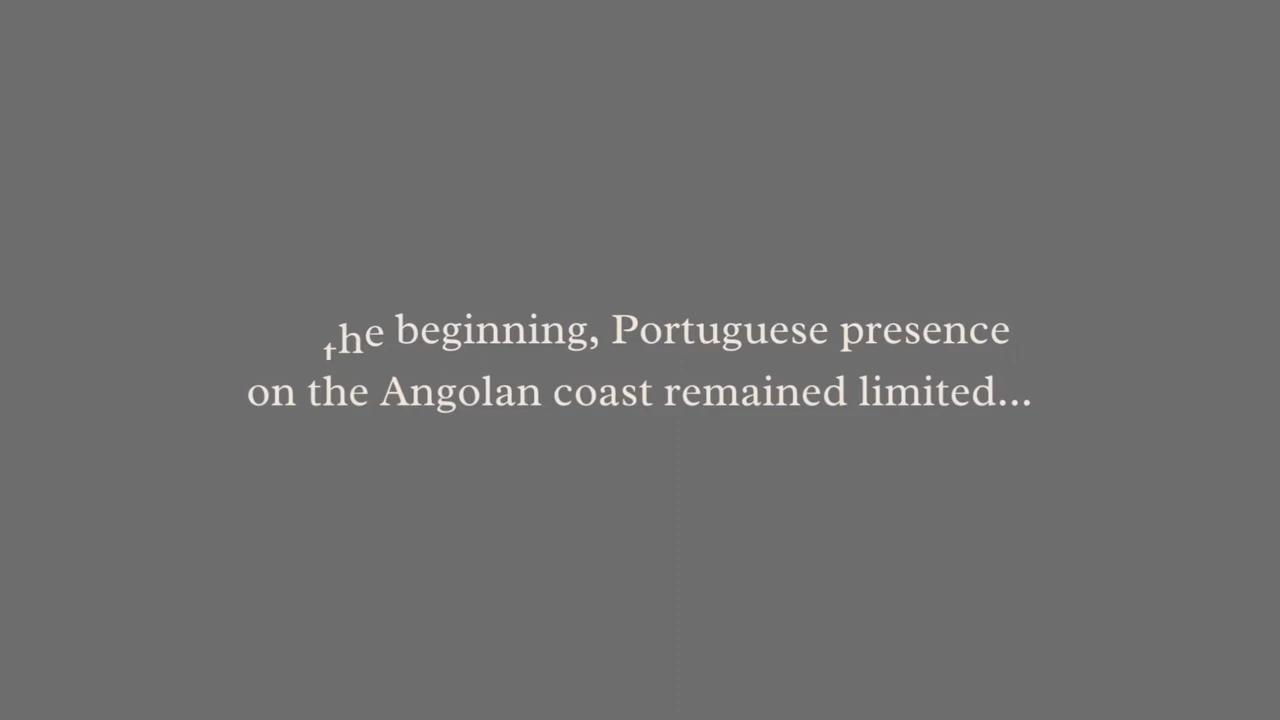 the beginning, Portuguese presence
on the Angolan coast remained limited...